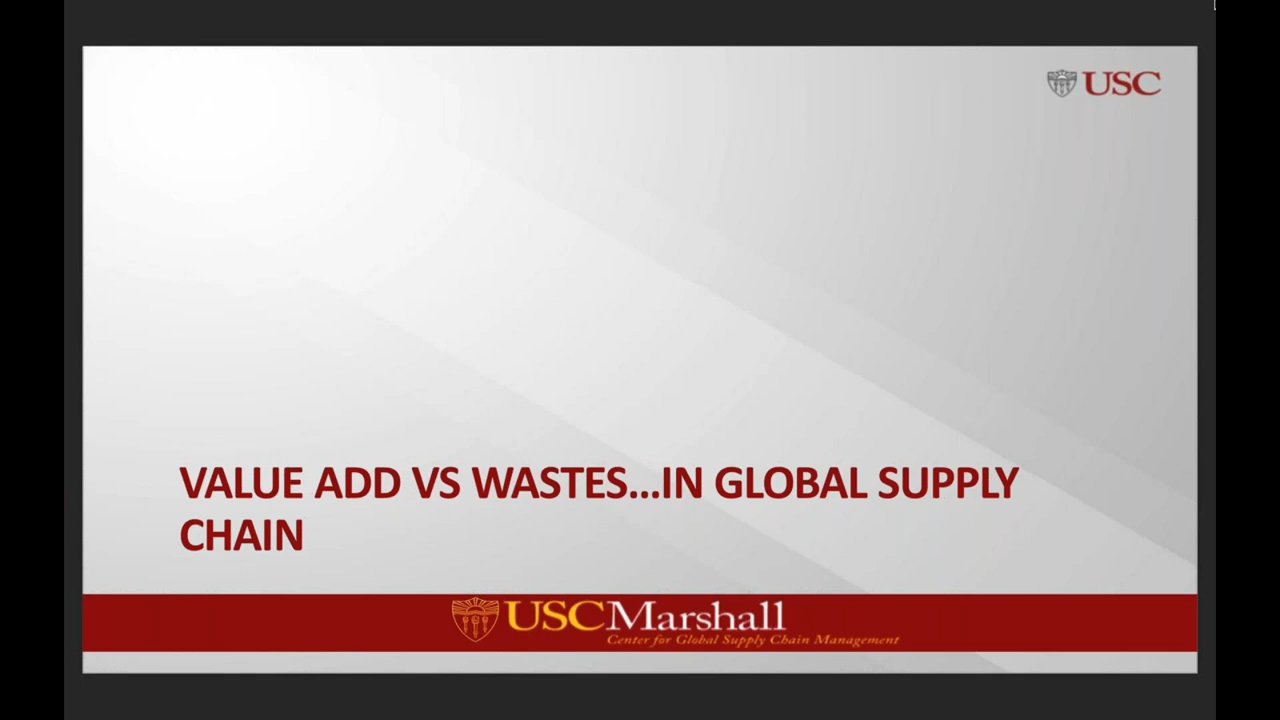 USC
VALUE ADD VS WASTES...IN GLOBAL SUPPLY
CHAIN
USCMarshall
Center for Global Supply Chain Management